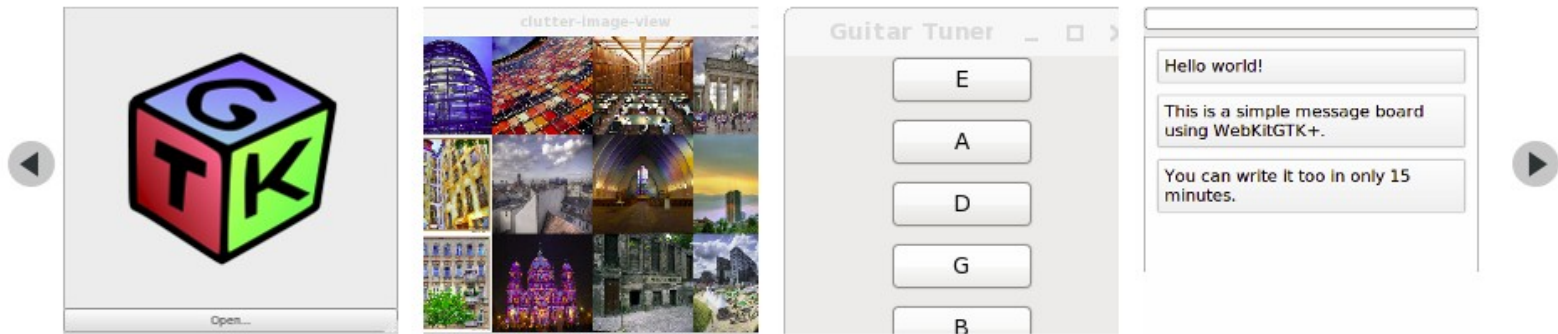 G
T K
Open...
clutter-image-view
Guitar Tuner
E
A
D
G
B
Hello world!
This is a simple message board
using WebKitGTK+.
You can write it too in only 15
minutes.